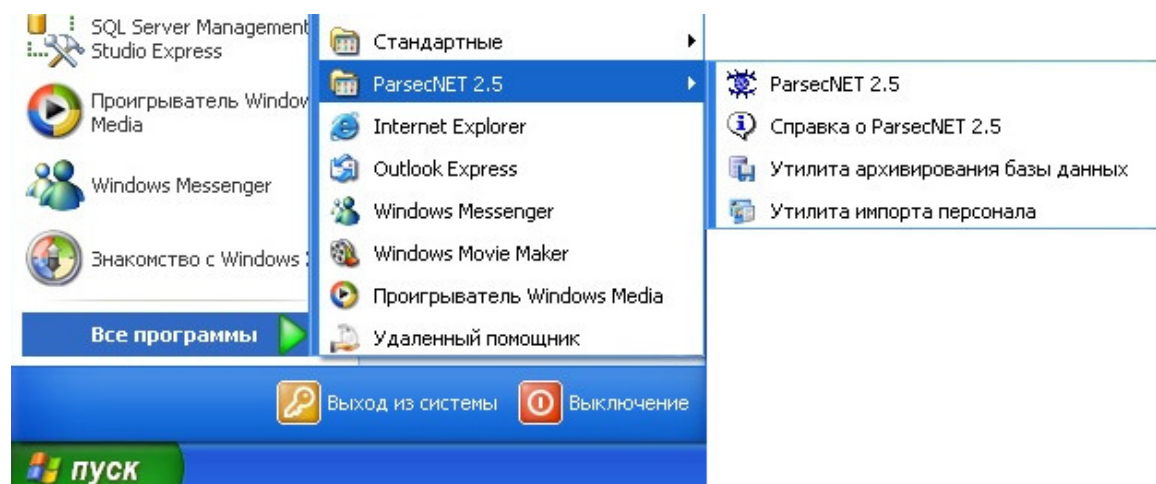 SQL Server Management
Studio Express
Проигрыватель Window
Media
Windows Messenger
Знакомство с Windows
Все программы
Стандартные
ParsecNET 2.5
Internet Explorer
Outlook Express
Windows Messenger
Windows Movie Maker
Проигрыватель Windows Media
Удаленный помощник
ParsecNET 2.5
Справка о ParsecNET 2.5
Утилита архивирования базы данных
Утилита импорта персонала
Выход из системы
Выключение
пуск